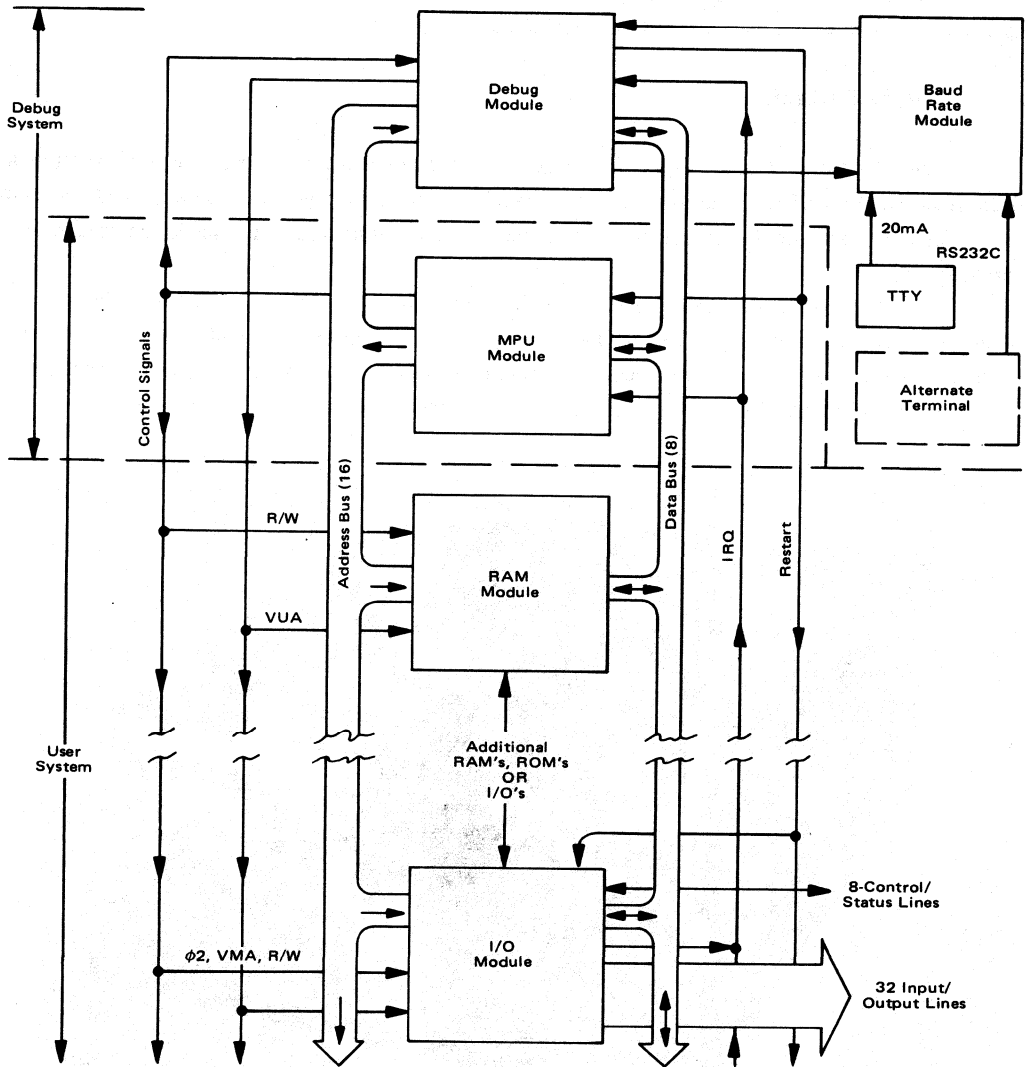 Debug
System
Debug
Module
Baud
Rate
Module
20mA
RS232C
TTY
Alternate
Terminal
MPU
Module
Control Signals
Address Bus (16)
Data Bus (8)
IRQ
Restart
R/W
VUA
RAM
Module
User
System
Additional
RAM's, ROM's
OR
I/O's
8-Control/
Status Lines
I/O
Module
ϕ2, VMA, R/W
32 Input/
Output Lines